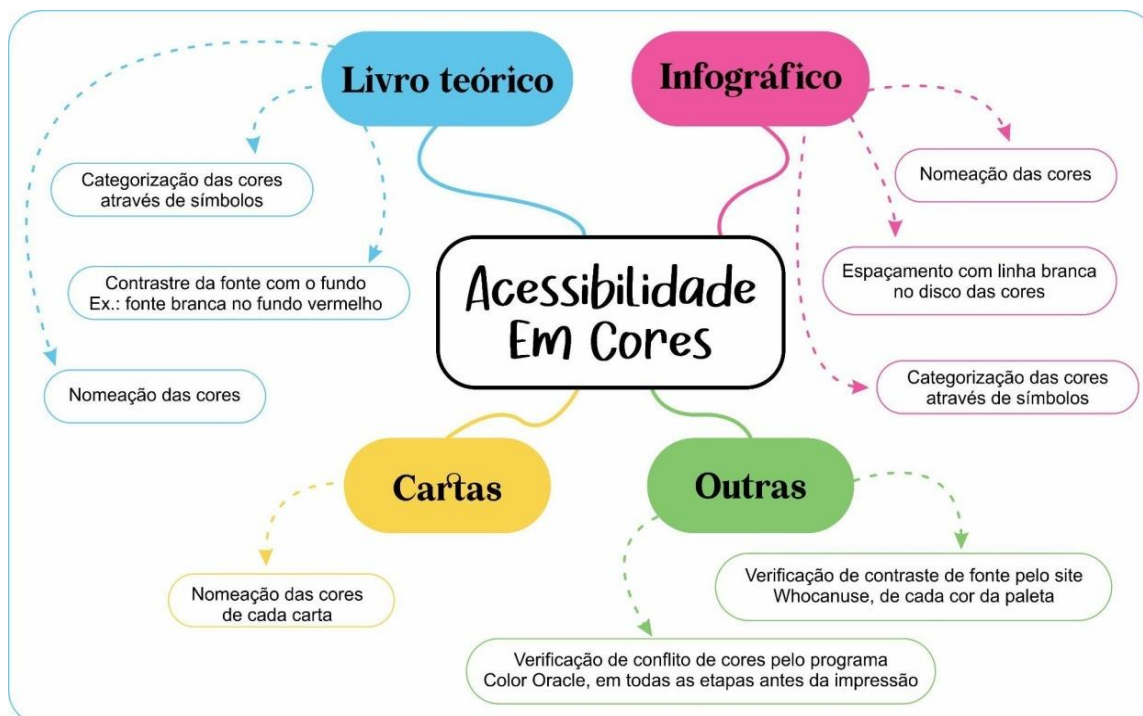 Livro teórico
Infográfico
Categorização das cores
através de símbolos
Contrastre da fonte com o fundo
Ex.: fonte branca no fundo vermelho
Nomeação das cores
Nomeação das cores
Espaçamento com linha branca
no disco das cores
Categorização das cores
através de símbolos
Acessibilidade
Em Cores
Cartas
Outras
Nomeação das cores
de cada carta
Verificação de contraste de fonte pelo site
Whocanuse, de cada cor da paleta
Verificação de conflito de cores pelo programa
Color Oracle, em todas as etapas antes da impressão